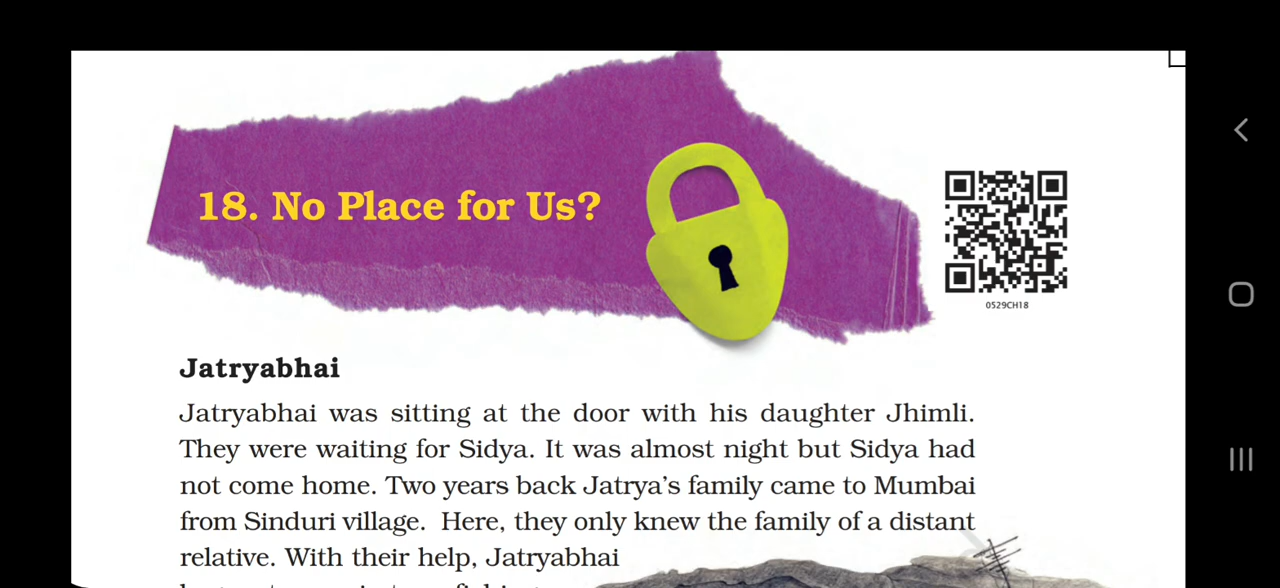 18. No Place for Us?
0529CH18
Jatryabhai
Jatryabhai was sitting at the door with his daughter Jhimli.
They were waiting for Sidya. It was almost night but Sidya had
not come home. Two years back Jatrya's family came to Mumbai
from Sinduri village. Here, they only knew the family of a distant
relative. With their help, Jatryabhai